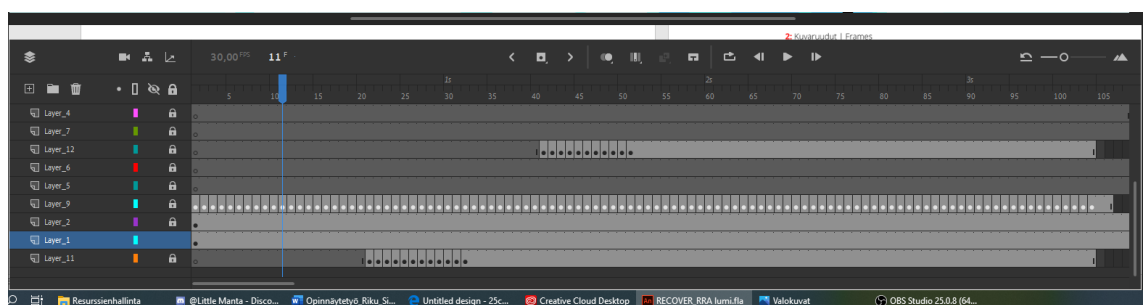 2: Kuvaruudut | Frames
30,00 FPS 11 F
1s 2s 3s
5 10 15 20 25 30 35 40 45 50 55 60 65 70 75 80 85 90 95 100 105
Layer_4
Layer_7
Layer_12
Layer_6
Layer_5
Layer_9
Layer_2
Layer_1
Layer_11
Resurssienhallinta @Little Manta - Disco... Opinnäytetyö_Riku_Si... Untitled design - 25c... Creative Cloud Desktop RECOVER_RRA lumi.fla Valokuvat OBS Studio 25.0.8 (64...